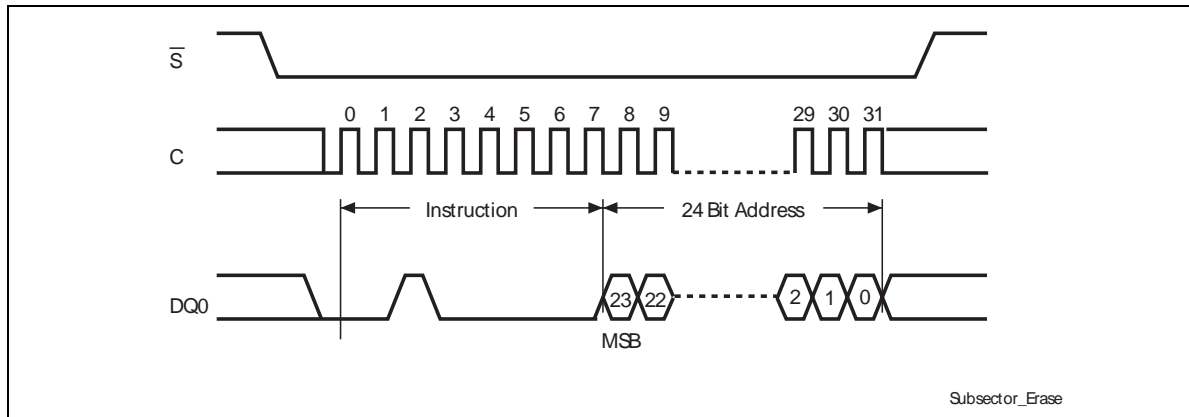 S
0 1 2 3 4 5 6 7 8 9 29 30 31
C
Instruction 24 Bit Address
DQ0 23 22 2 1 0
MSB
Subsector_Erase